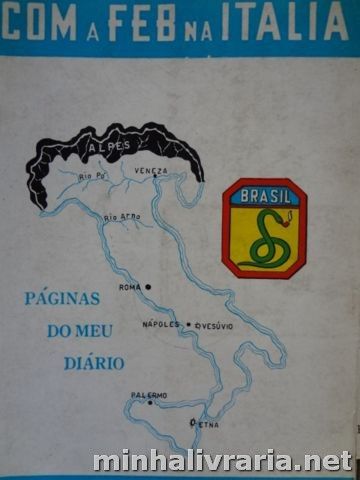 COM A FEB NA ITALIA
ALPES
Rio Pó
VENEZA
BRASIL
Rio Arno
ROMA
PÁGINAS
DO MEU
DIÁRIO
NÁPOLES
VESÚVIO
PALERMO
ETNA
minhalivraria.net